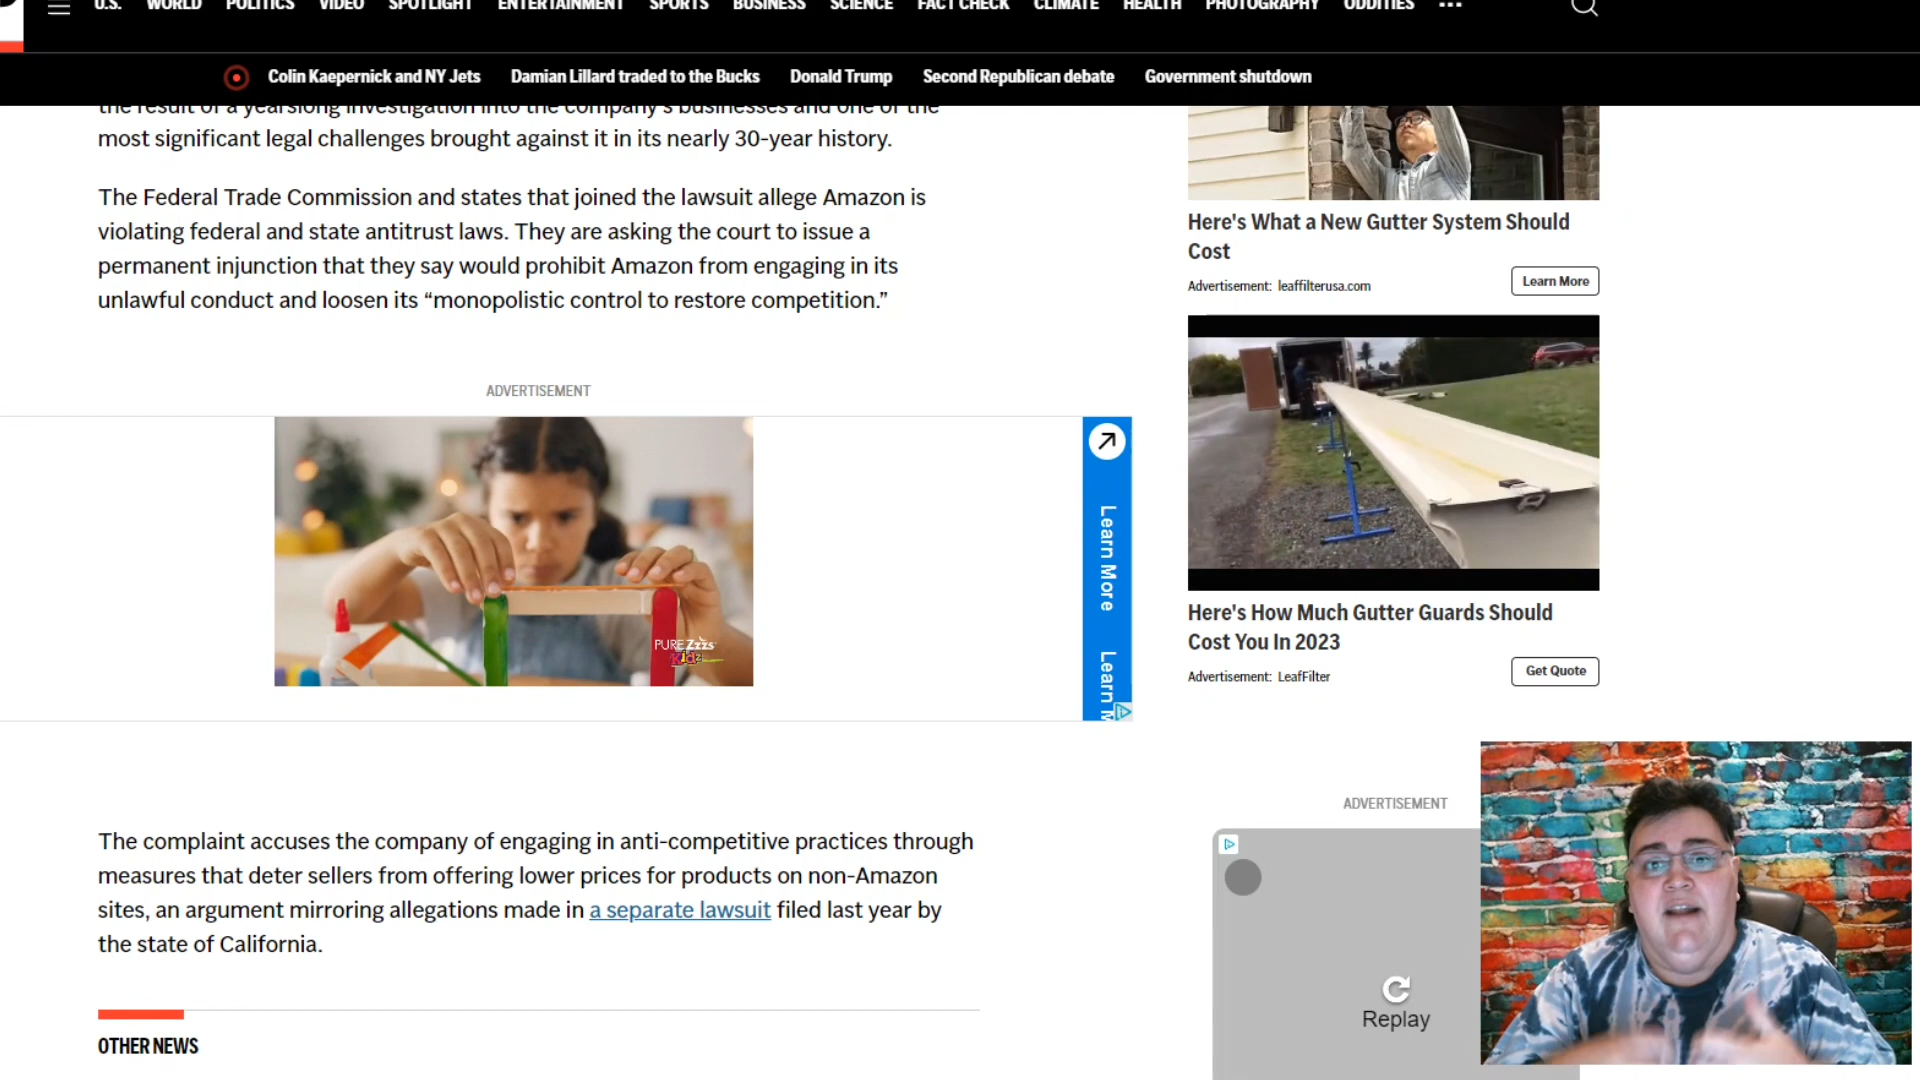 U.S. WORLD POLITICS VIDEO SPOTLIGHT ENTERTAINMENT SPORTS BUSINESS SCIENCE FACT CHECK CLIMATE HEALTH PHOTOGRAPHY ODDITIES ...
Colin Kaepernick and NY Jets Damian Lillard traded to the Bucks Donald Trump Second Republican debate Government shutdown
the result of a yearslong investigation into the company's businesses and one of the
most significant legal challenges brought against it in its nearly 30-year history.
The Federal Trade Commission and states that joined the lawsuit allege Amazon is
violating federal and state antitrust laws. They are asking the court to issue a
permanent injunction that they say would prohibit Amazon from engaging in its
unlawful conduct and loosen its “monopolistic control to restore competition.”
ADVERTISEMENT
PURE Zzzs
Kidz
Learn More
Learn M
The complaint accuses the company of engaging in anti-competitive practices through
measures that deter sellers from offering lower prices for products on non-Amazon
sites, an argument mirroring allegations made in a separate lawsuit filed last year by
the state of California.
OTHER NEWS
Here's What a New Gutter System Should
Cost
Advertisement: leaffilterusa.com
Learn More
Here's How Much Gutter Guards Should
Cost You In 2023
Advertisement: LeafFilter
Get Quote
ADVERTISEMENT
Replay